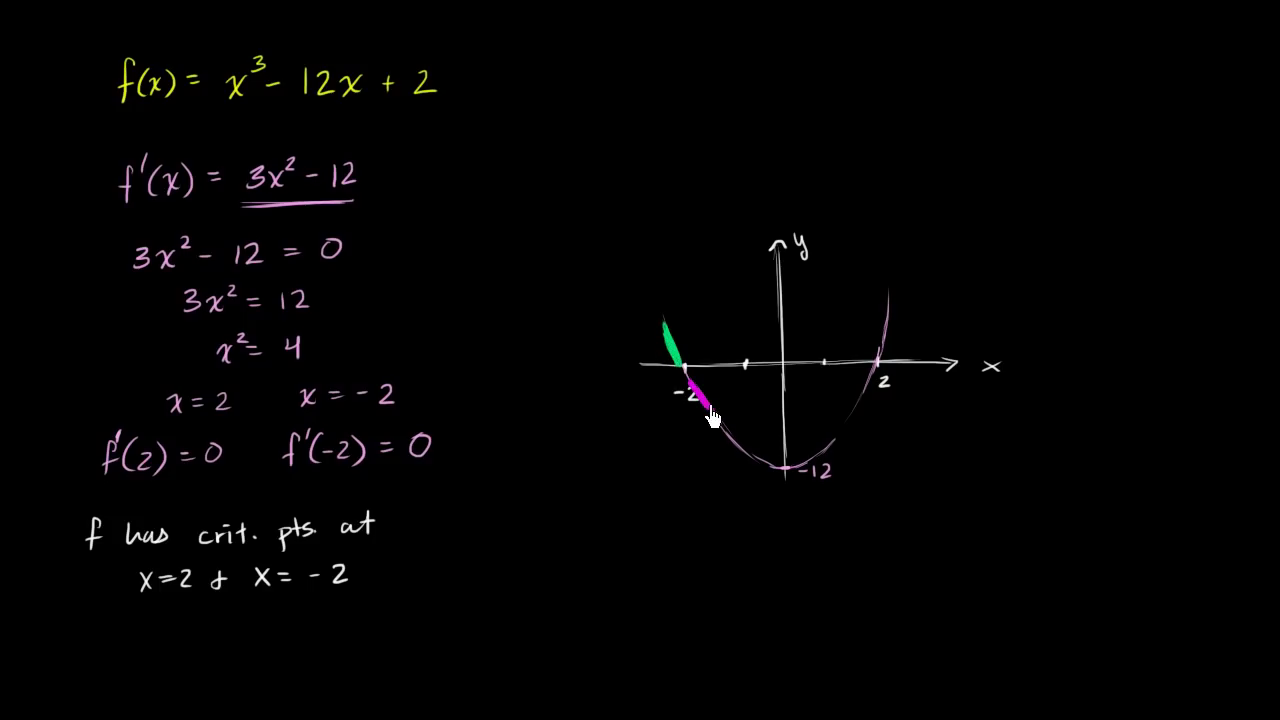 f(x) = x³ - 12x + 2
f'(x) = 3x² - 12
3x² - 12 = 0
3x² = 12
x² = 4
x = 2 x = -2
f'(2) = 0 f'(-2) = 0
f has crit. pts. at
x=2 & x= -2
y
x
-2
2
-12